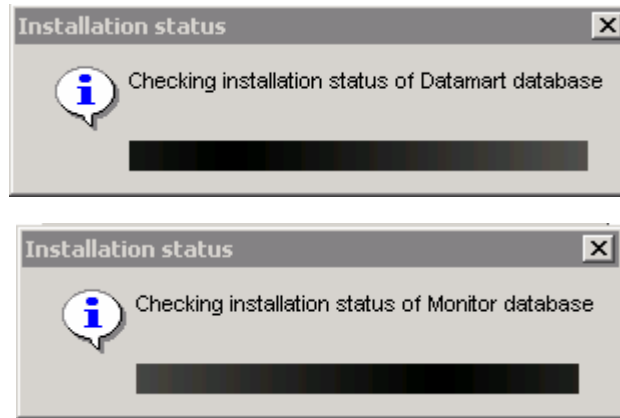 Installation status
Checking installation status of Datamart database
Installation status
Checking installation status of Monitor database